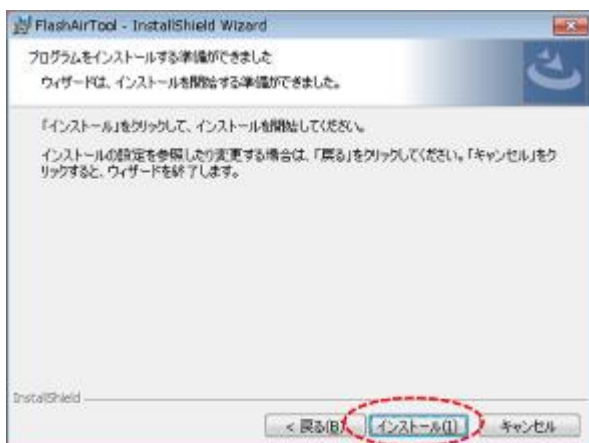 FlashAirTool - InstallShield Wizard
プログラムをインストールする準備ができました
ウィザードは、インストールを開始する準備ができました。
「インストール」をクリックして、インストールを開始してください。
インストールの設定を参照したり変更する場合は、「戻る」をクリックしてください。「キャンセル」をク
リックすると、ウィザードを終了します。
InstallShield
< 戻る(B) インストール(I) キャンセル